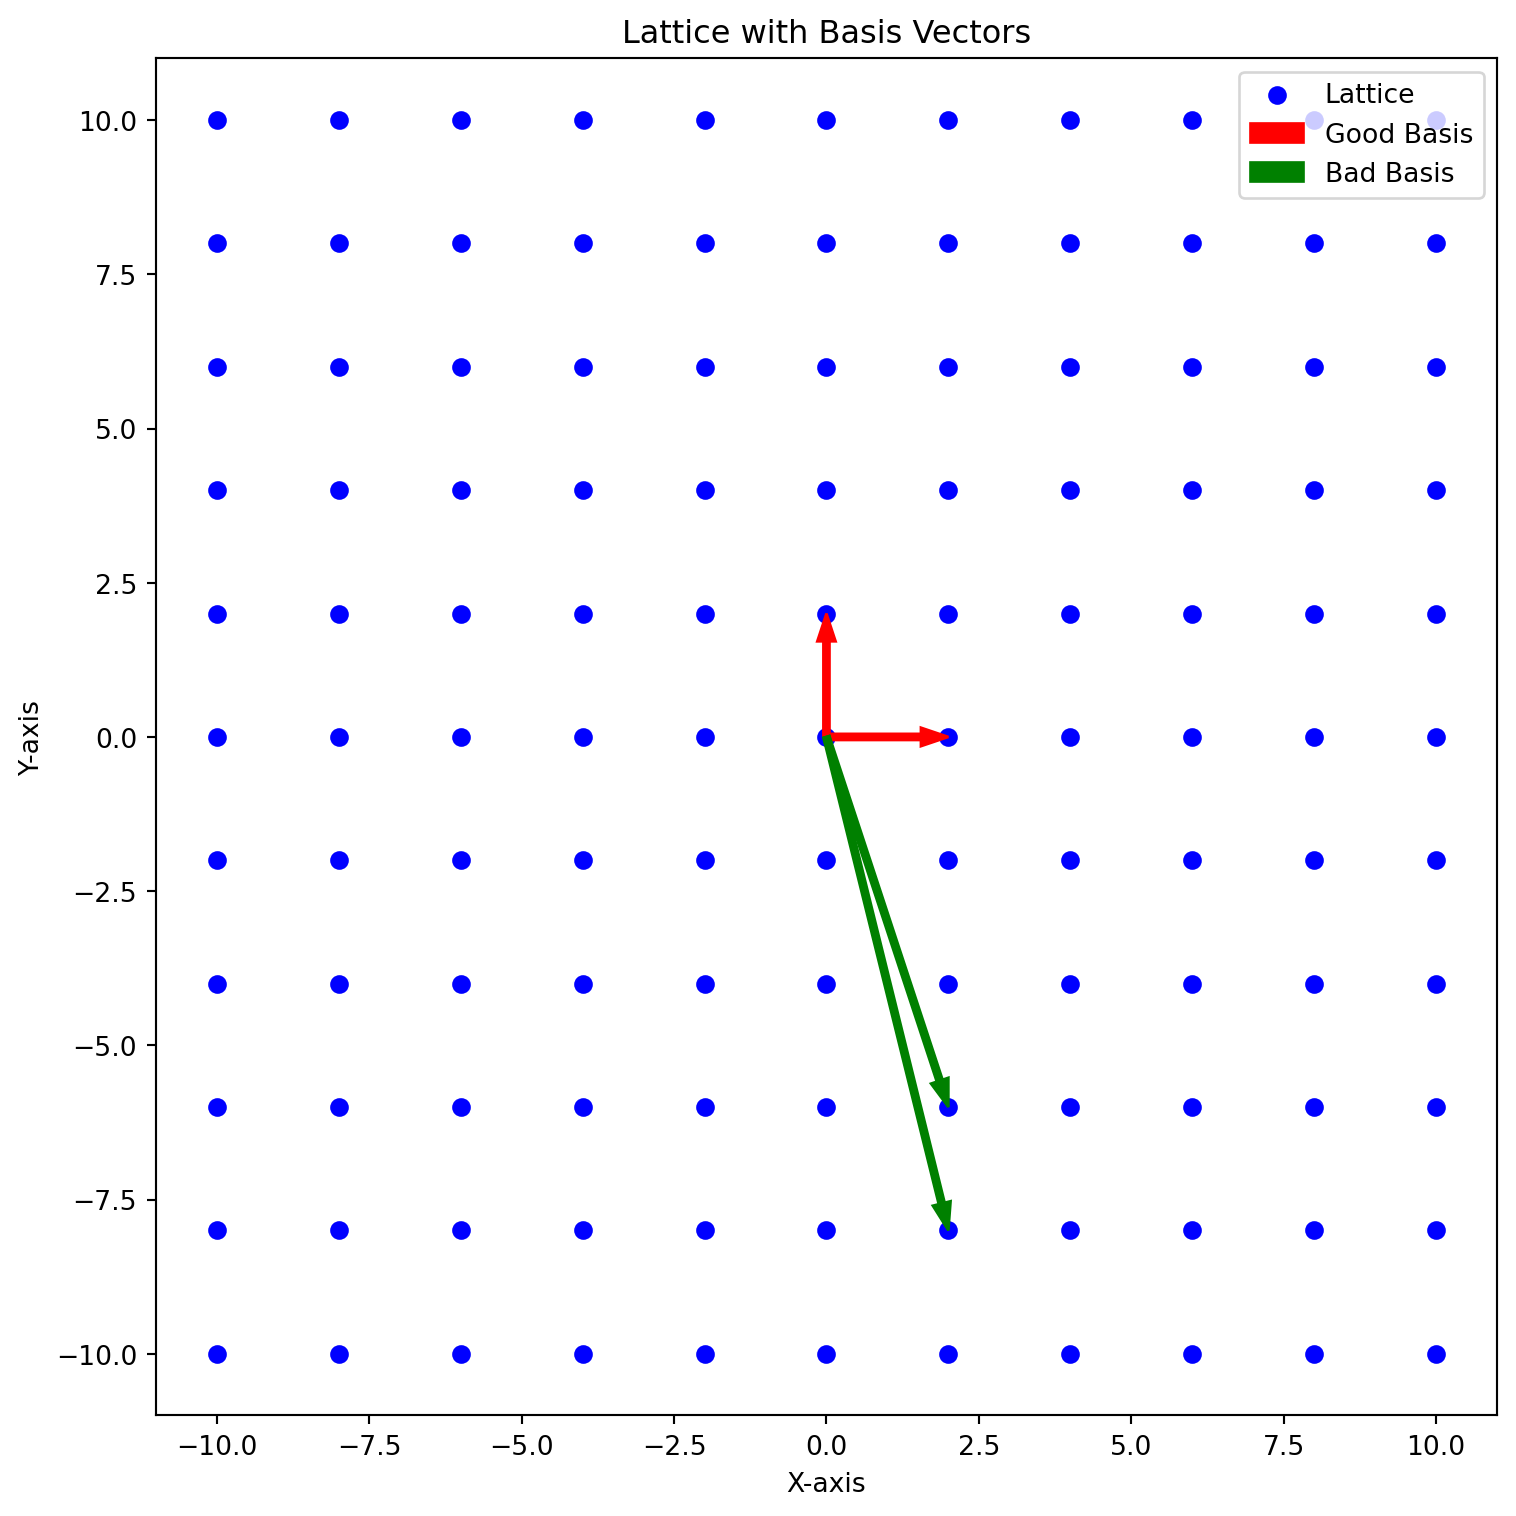 Lattice with Basis Vectors
Lattice
Good Basis
Bad Basis
10.0
7.5
5.0
2.5
0.0
−2.5
−5.0
−7.5
−10.0
Y-axis
−10.0 −7.5 −5.0 −2.5 0.0 2.5 5.0 7.5 10.0
X-axis